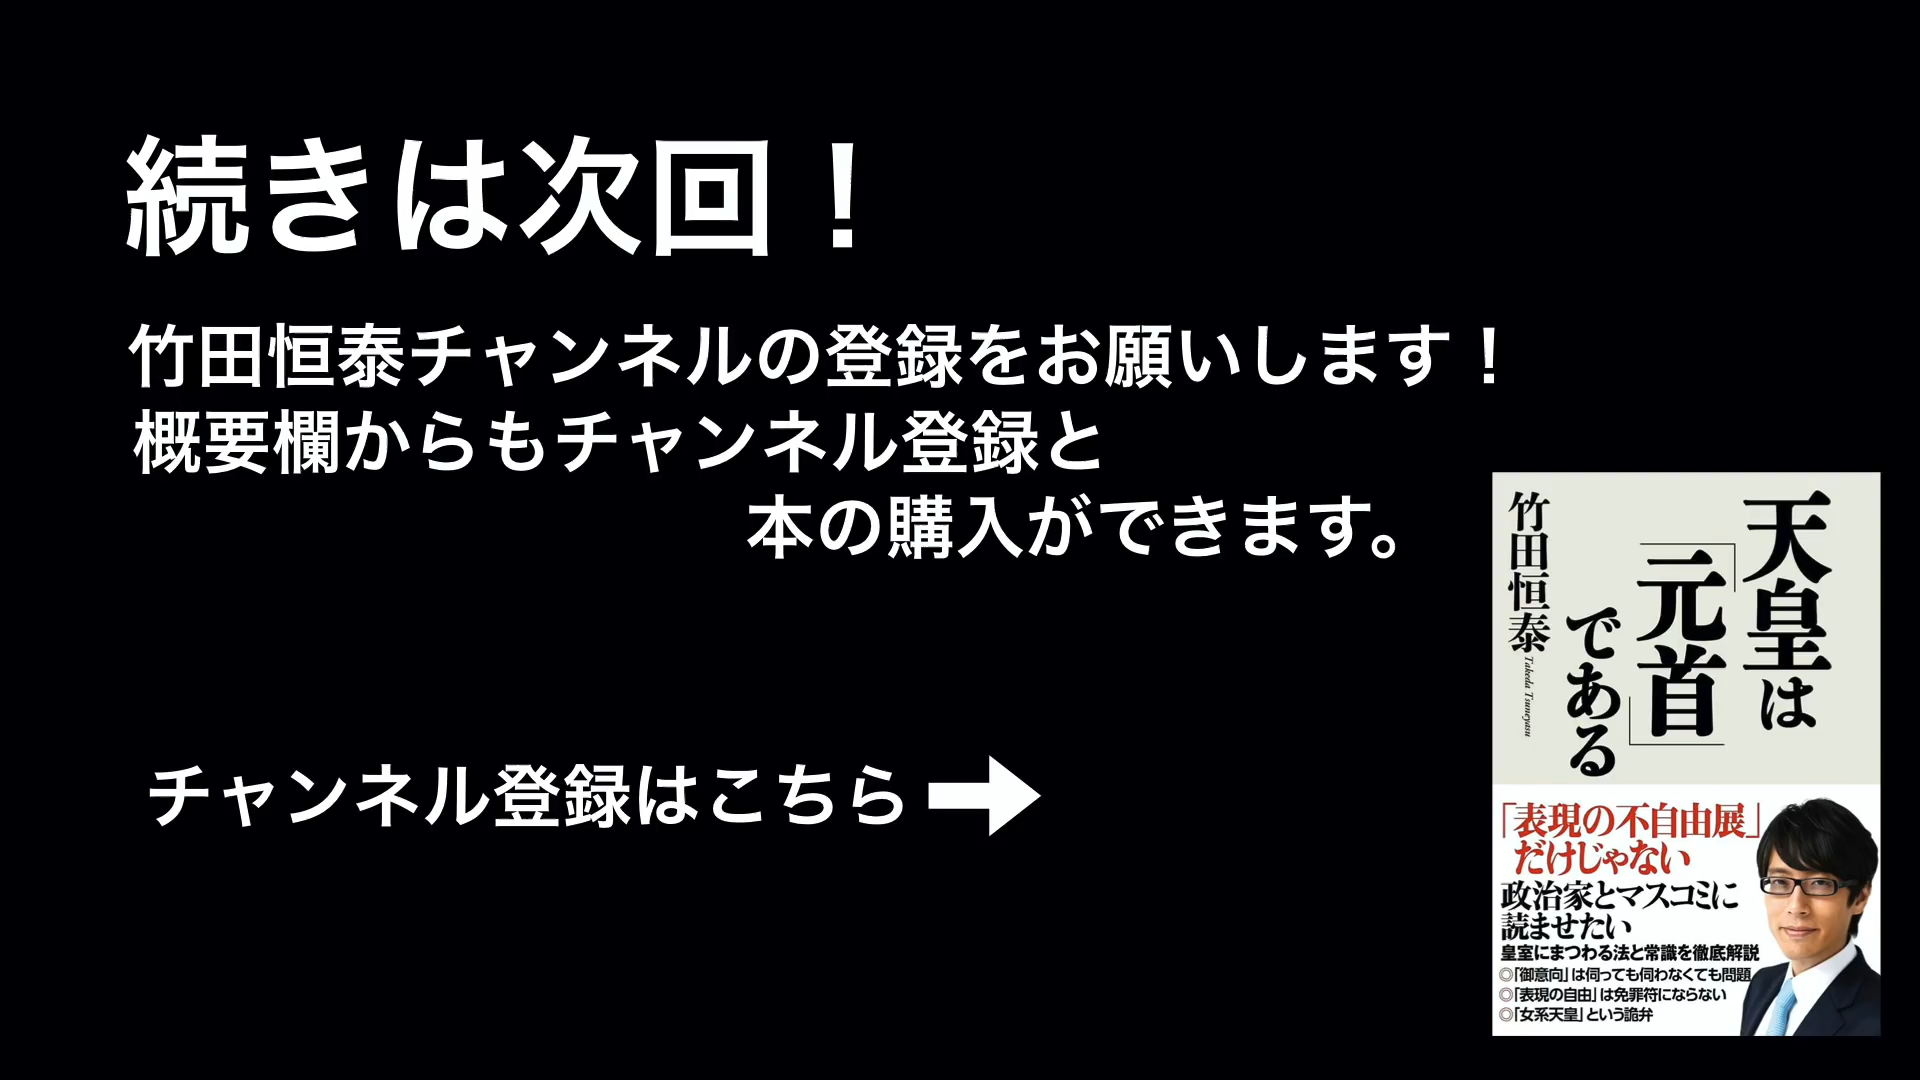 続きは次回！
竹田恒泰チャンネルの登録をお願いします！
概要欄からもチャンネル登録と
本の購入ができます。
チャンネル登録はこちら
天皇は
「元首」
である
竹田恒泰
Takeda Tsuneyasu
「表現の不自由展」
だけじゃない
政治家とマスコミに
読ませたい
皇室にまつわる法と常識を徹底解説
◎「御意向」は伺っても伺わなくても問題
◎「表現の自由」は免罪符にならない
◎「女系天皇」という詭弁